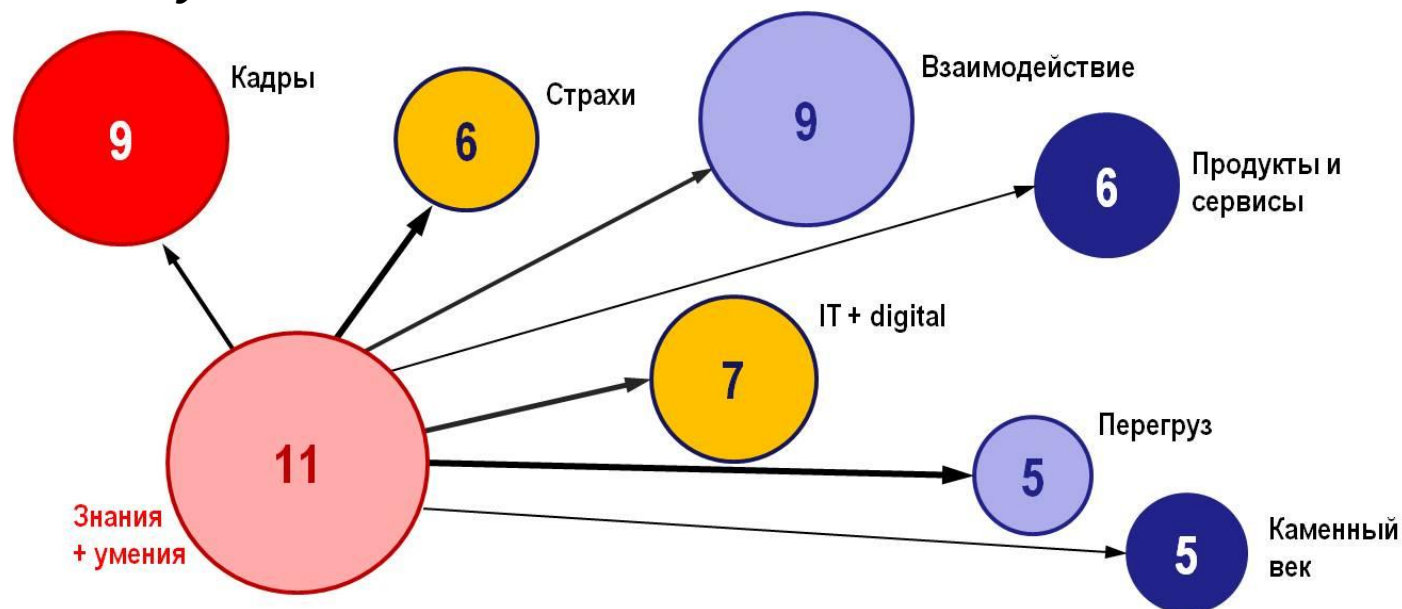 Кадры
9
Страхи
6
Взаимодействие
9
Продукты и
сервисы
6
IT + digital
7
Перегруз
5
11
Знания
+ умения
Каменный
век
5